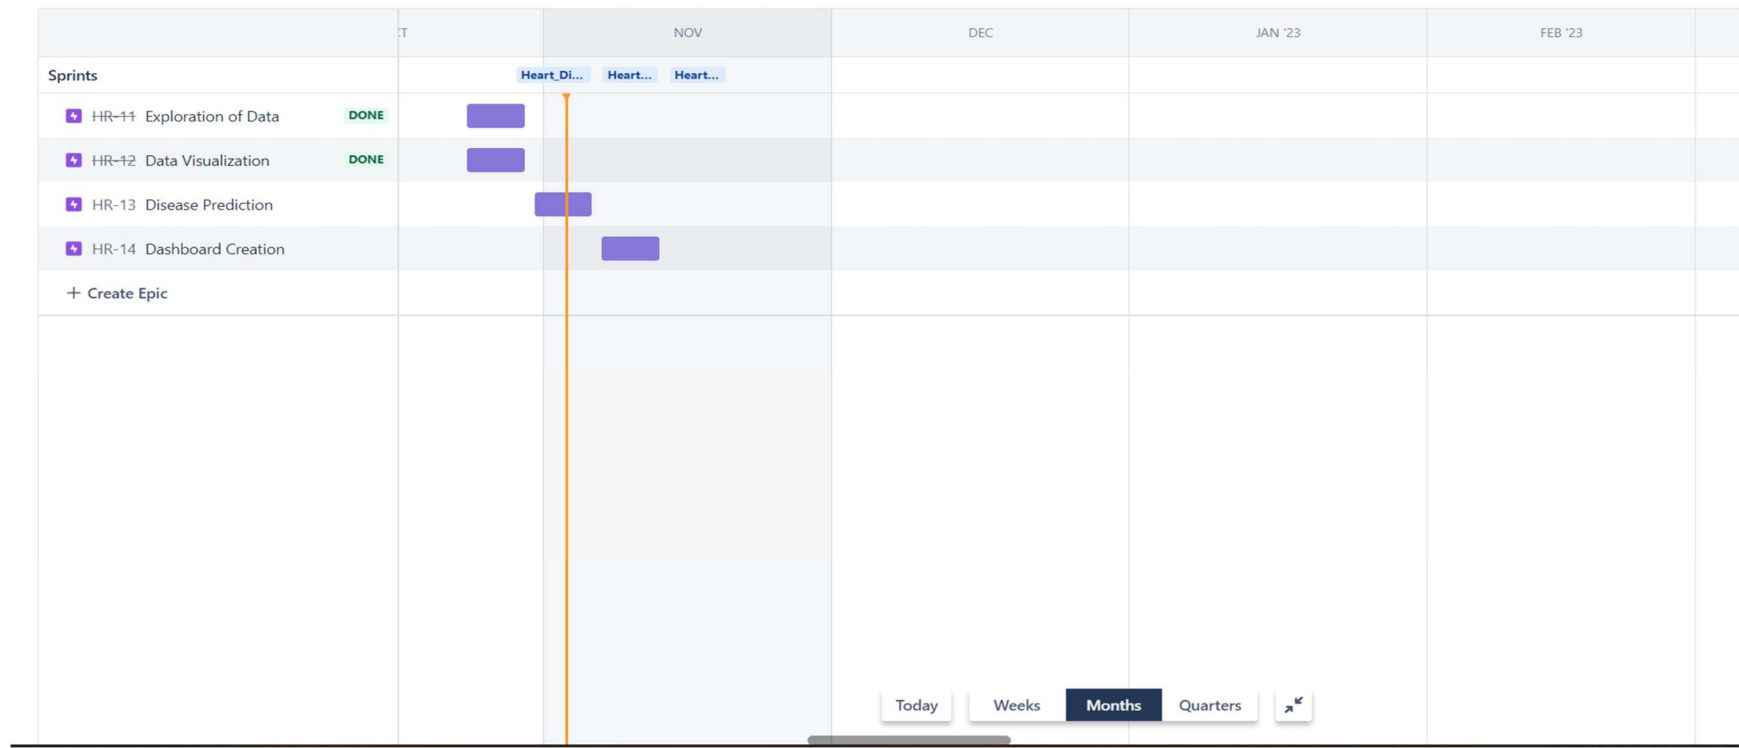 NOV DEC JAN '23 FEB '23
Sprints Heart_Di... Heart... Heart...
HR-11 Exploration of Data DONE
HR-12 Data Visualization DONE
HR-13 Disease Prediction
HR-14 Dashboard Creation
+ Create Epic
Today Weeks Months Quarters